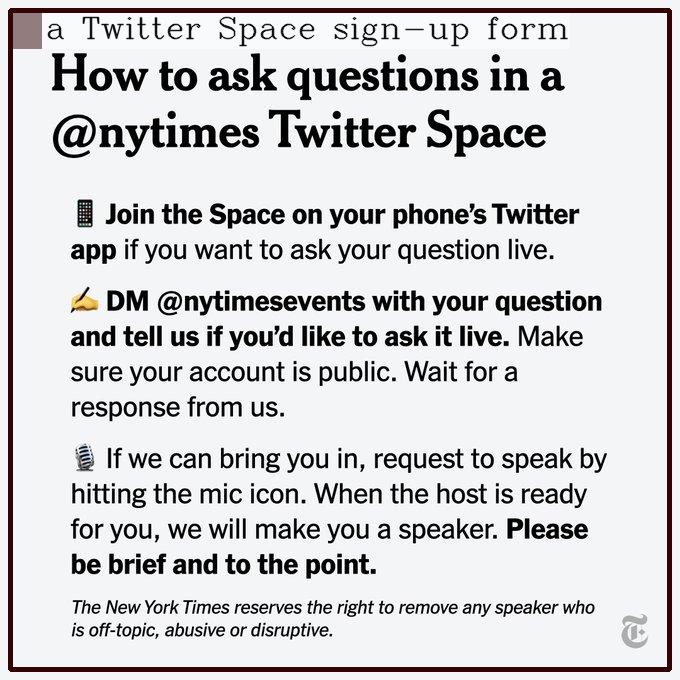 a Twitter Space sign-up form
How to ask questions in a
@nytimes Twitter Space
📱 Join the Space on your phone’s Twitter
app if you want to ask your question live.
✍️ DM @nytimesevents with your question
and tell us if you’d like to ask it live. Make
sure your account is public. Wait for a
response from us.
🎙️ If we can bring you in, request to speak by
hitting the mic icon. When the host is ready
for you, we will make you a speaker. Please
be brief and to the point.
The New York Times reserves the right to remove any speaker who
is off-topic, abusive or disruptive.
T